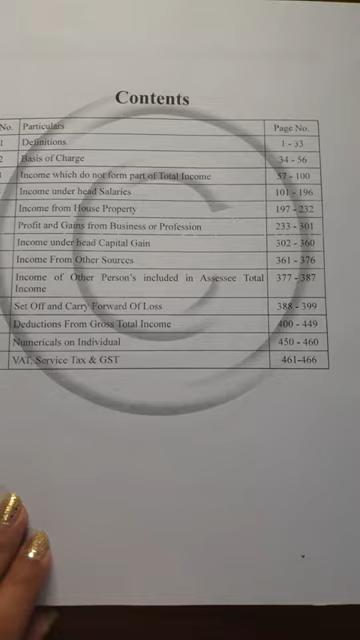 Contents
No. Particulars Page No.
1 Definitions 1 - 33
2 Basis of Charge 34 - 56
Income which do not form part of Total Income 57 - 100
Income under head Salaries 101 - 196
Income from House Property 197 - 232
Profit and Gains from Business or Profession 233 - 301
Income under head Capital Gain 302 - 360
Income From Other Sources 361 - 376
Income of Other Person's included in Assessee Total 377 - 387
Income
Set Off and Carry Forward Of Loss 388 - 399
Deductions From Gross Total Income 400 - 449
Numericals on Individual 450 - 460
VAT, Service Tax & GST 461-466